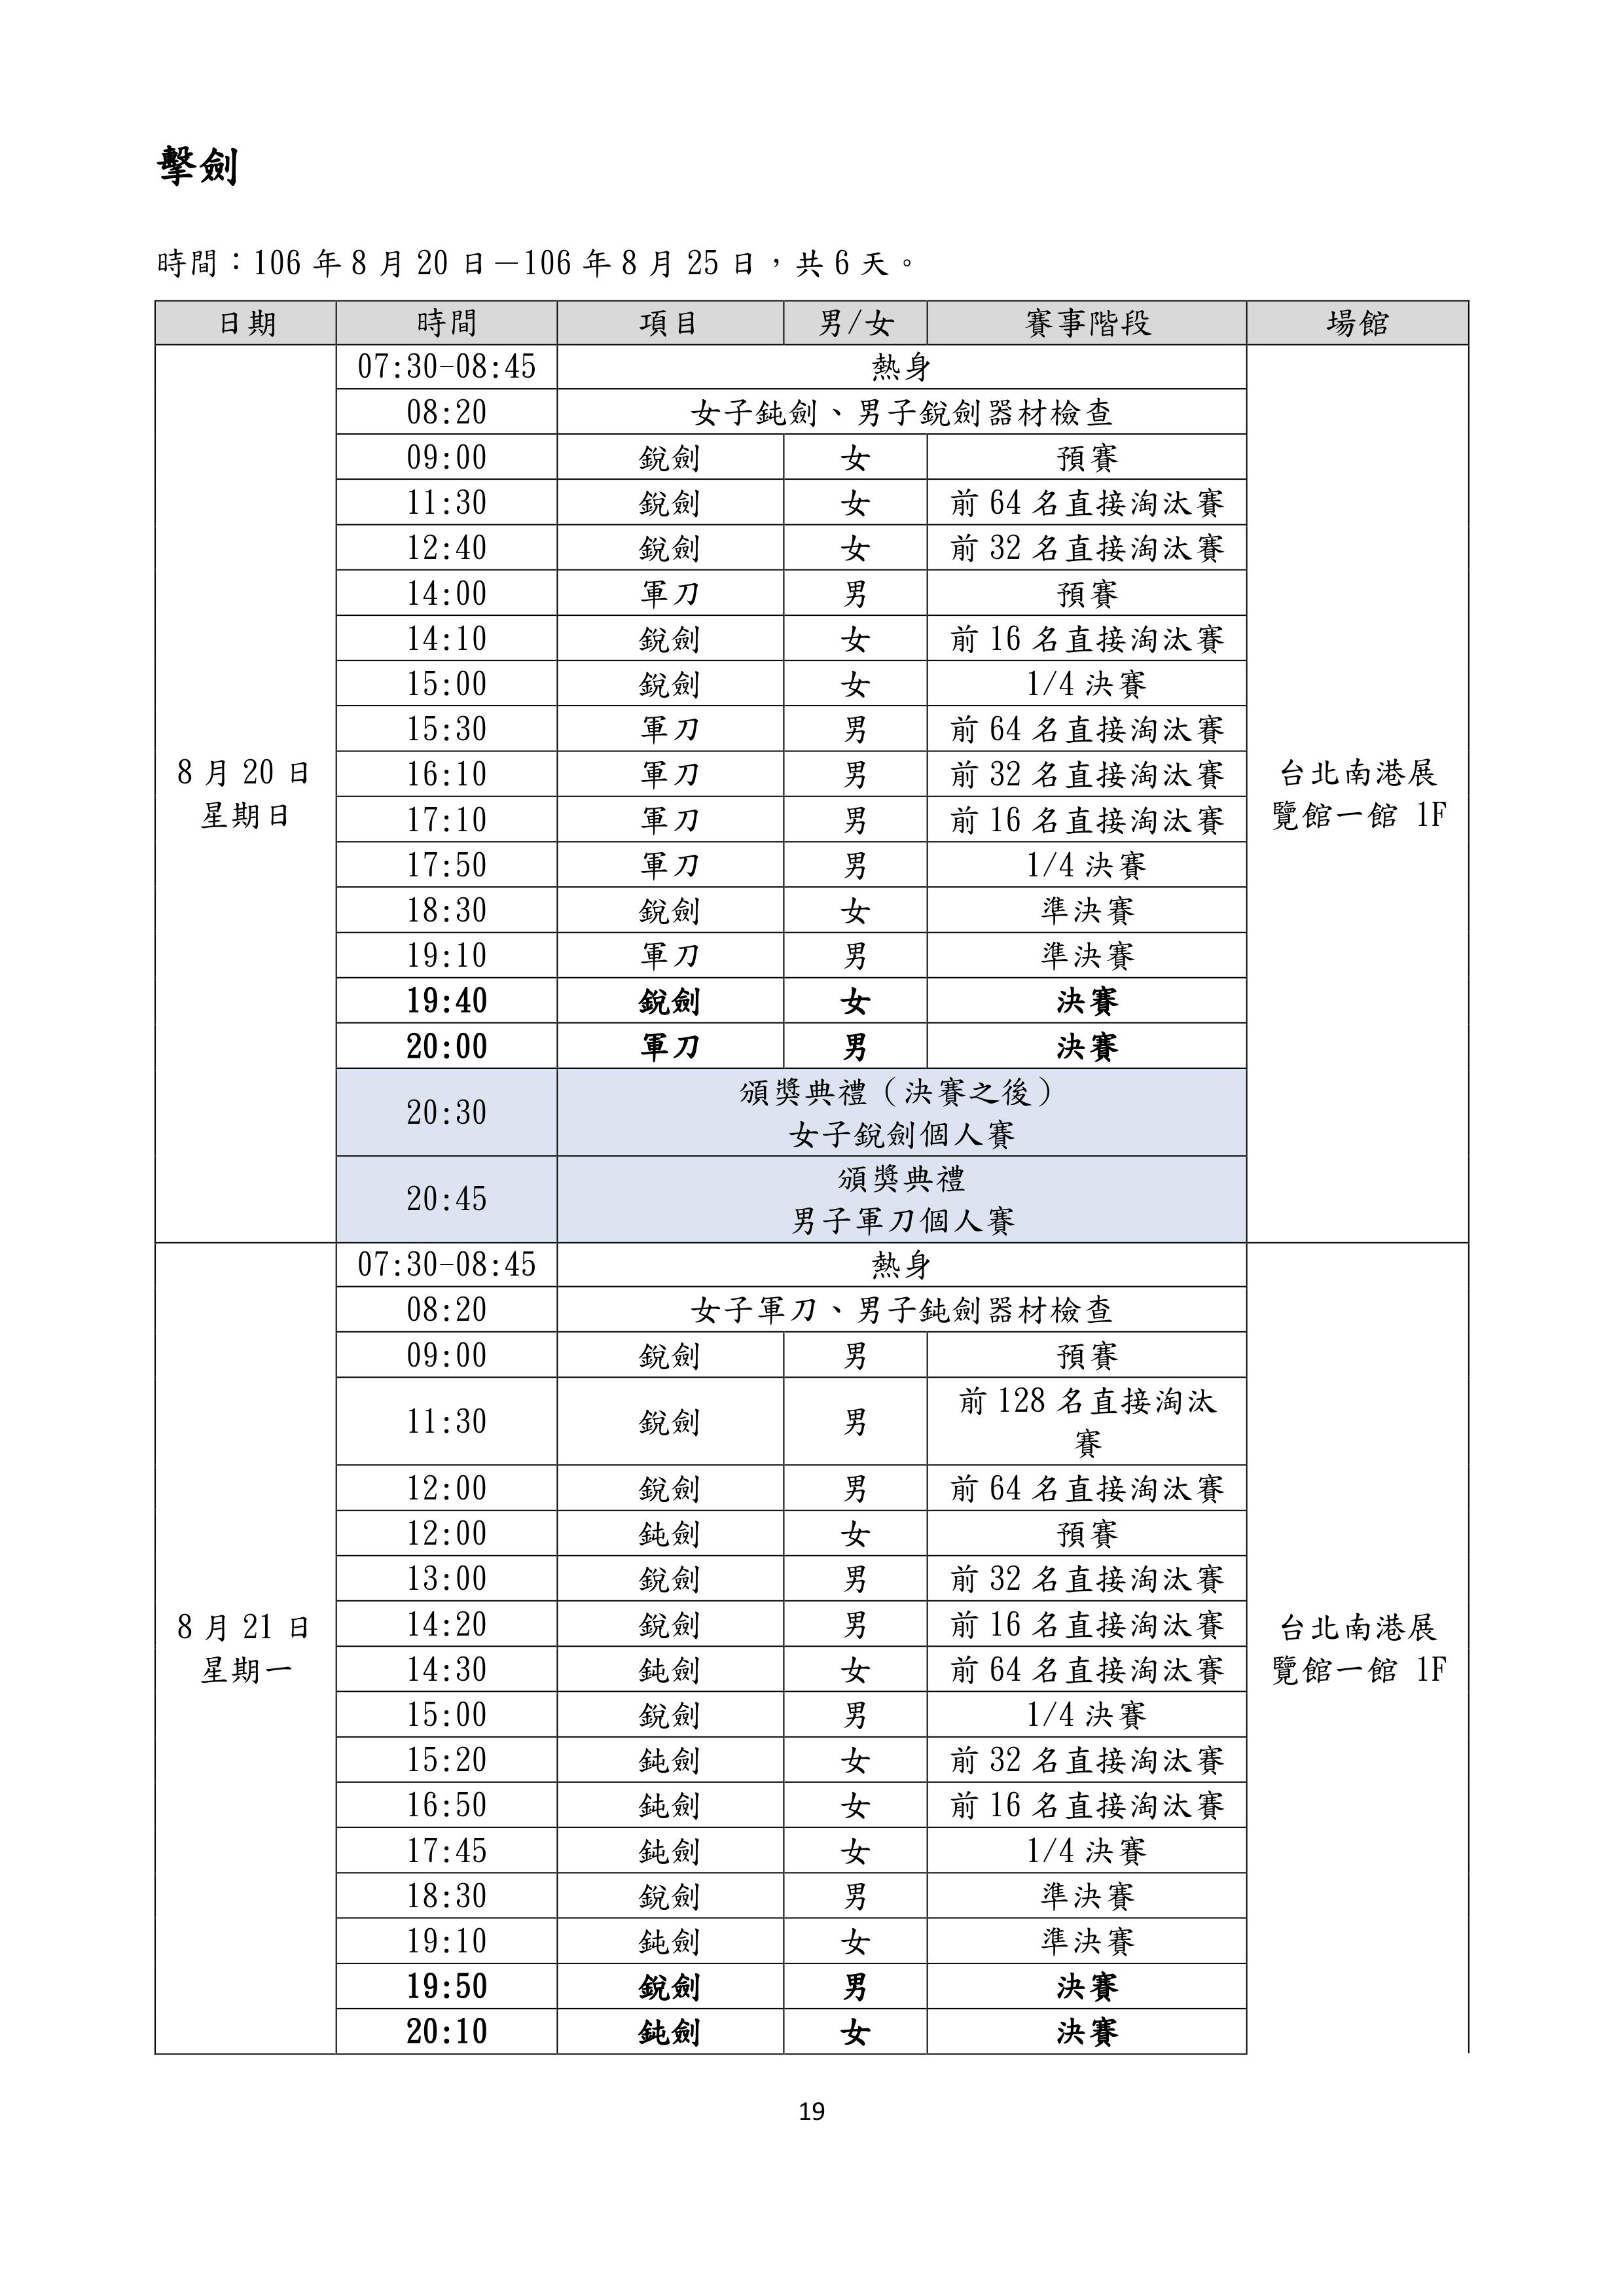 擊劍
時間：106 年 8 月 20 日－106 年 8 月 25 日，共 6 天。
日期 時間 項目 男/女 賽事階段 場館
8 月 20 日
星期日
07:30-08:45 熱身
08:20 女子鈍劍、男子銳劍器材檢查
09:00 銳劍 女 預賽
11:30 銳劍 女 前 64 名直接淘汰賽
12:40 銳劍 女 前 32 名直接淘汰賽
14:00 軍刀 男 預賽
14:10 銳劍 女 前 16 名直接淘汰賽
15:00 銳劍 女 1/4 決賽
15:30 軍刀 男 前 64 名直接淘汰賽
16:10 軍刀 男 前 32 名直接淘汰賽
17:10 軍刀 男 前 16 名直接淘汰賽
17:50 軍刀 男 1/4 決賽
18:30 銳劍 女 準決賽
19:10 軍刀 男 準決賽
19:40 銳劍 女 決賽
20:00 軍刀 男 決賽
20:30 頒獎典禮（決賽之後）
女子銳劍個人賽
20:45 頒獎典禮
男子軍刀個人賽
台北南港展
覽館一館 1F
8 月 21 日
星期一
07:30-08:45 熱身
08:20 女子軍刀、男子鈍劍器材檢查
09:00 銳劍 男 預賽
11:30 銳劍 男 前 128 名直接淘汰
賽
12:00 銳劍 男 前 64 名直接淘汰賽
12:00 鈍劍 女 預賽
13:00 銳劍 男 前 32 名直接淘汰賽
14:20 銳劍 男 前 16 名直接淘汰賽
14:30 鈍劍 女 前 64 名直接淘汰賽
15:00 銳劍 男 1/4 決賽
15:20 鈍劍 女 前 32 名直接淘汰賽
16:50 鈍劍 女 前 16 名直接淘汰賽
17:45 鈍劍 女 1/4 決賽
18:30 銳劍 男 準決賽
19:10 鈍劍 女 準決賽
19:50 銳劍 男 決賽
20:10 鈍劍 女 決賽
台北南港展
覽館一館 1F
19